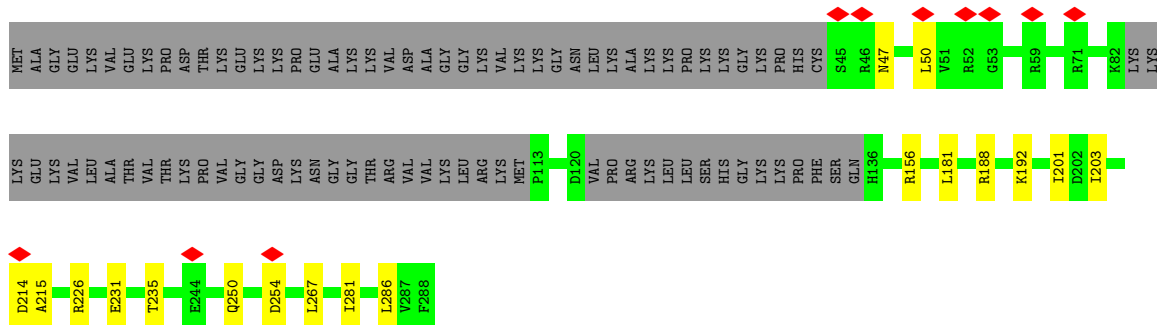 MET ALA GLY GLU LYS VAL GLU LYS PRO ASP THR LYS GLU LYS LYS PRO GLU ALA LYS LYS VAL ASP ALA GLY GLY LYS VAL LYS LYS GLY ASN LEU LYS ALA LYS LYS PRO LYS LYS GLY LYS PRO HIS CYS S45 R46 N47 L50 V51 R52 G53 R59 R71 K82 LYS LYS
LYS GLU LYS VAL LEU ALA THR VAL THR LYS PRO VAL GLY GLY ASP LYS ASN GLY GLY THR ARG VAL VAL LYS LEU ARG LYS MET P113 D120 VAL PRO ARG LYS LEU LEU SER HIS GLY LYS LYS PRO PHE SER GLN H136 R156 L181 R188 K192 I201 D202 I203
D214 A215 R226 E231 T235 E244 Q250 D254 L267 I281 L286 V287 F288